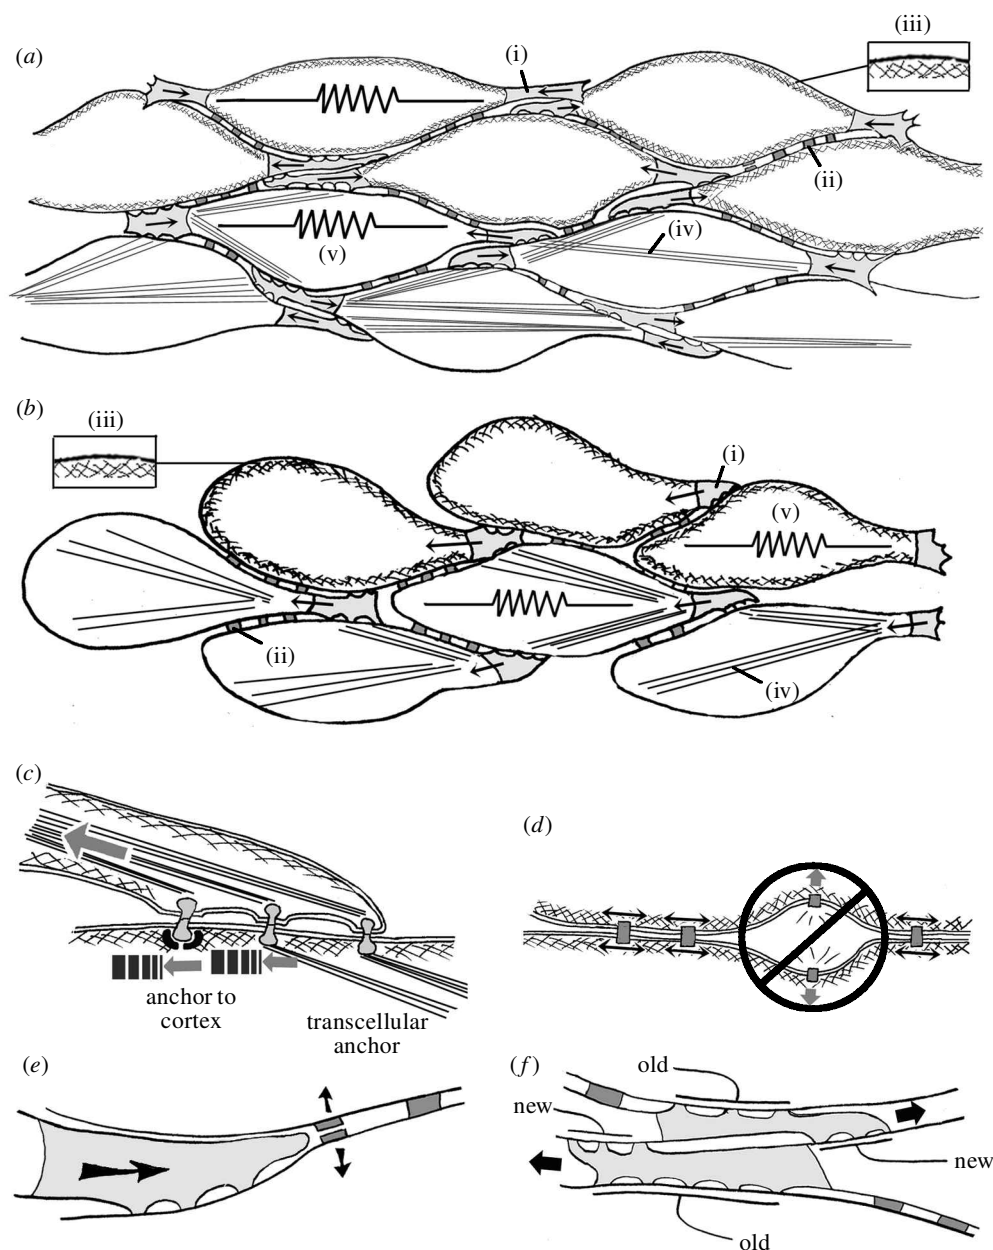 (iii)
(a)
(i)
(ii)
(iv)
(v)
(b)
(iii)
(i)
(v)
(ii)
(iv)
(c)
(d)
anchor to
cortex
transcellular
anchor
(e)
(f)
old
new
new
old